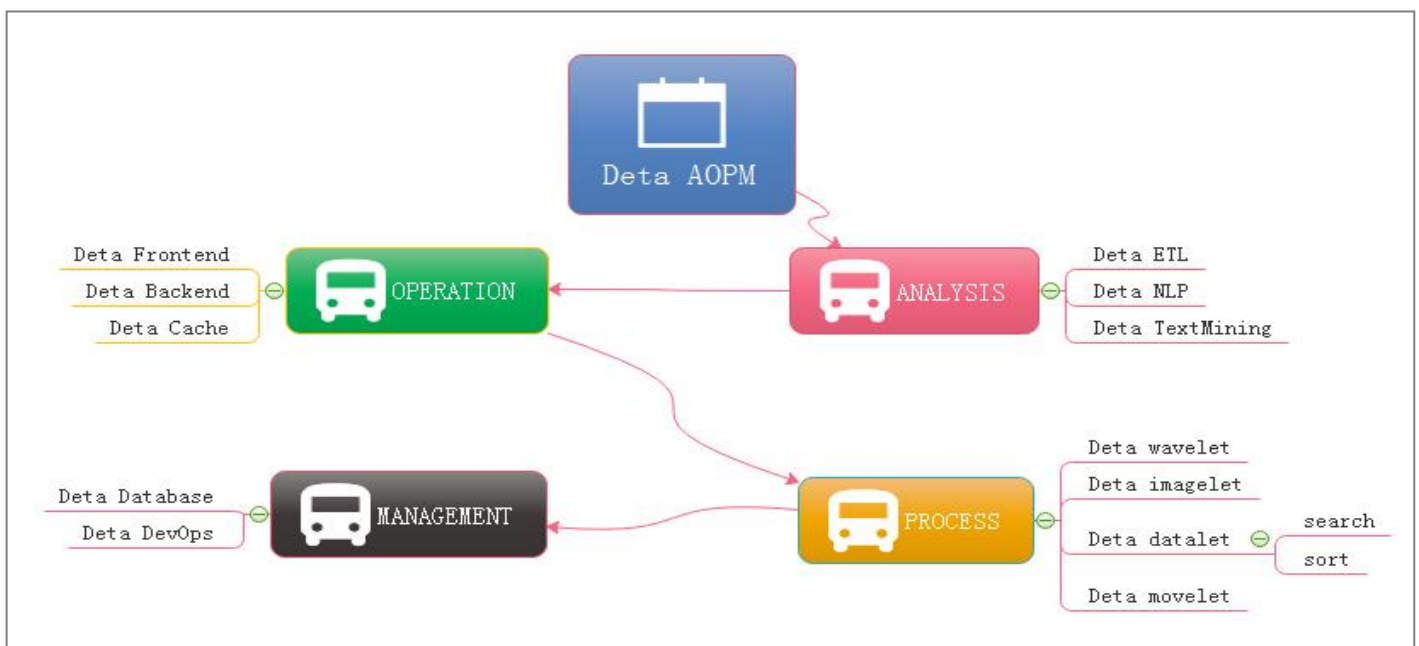 Deta AOPM
Deta Frontend
Deta Backend
Deta Cache
OPERATION
ANALYSIS
Deta ETL
Deta NLP
Deta TextMining
Deta Database
Deta DevOps
MANAGEMENT
PROCESS
Deta wavelet
Deta imagelet
Deta datalet
search
sort
Deta movelet